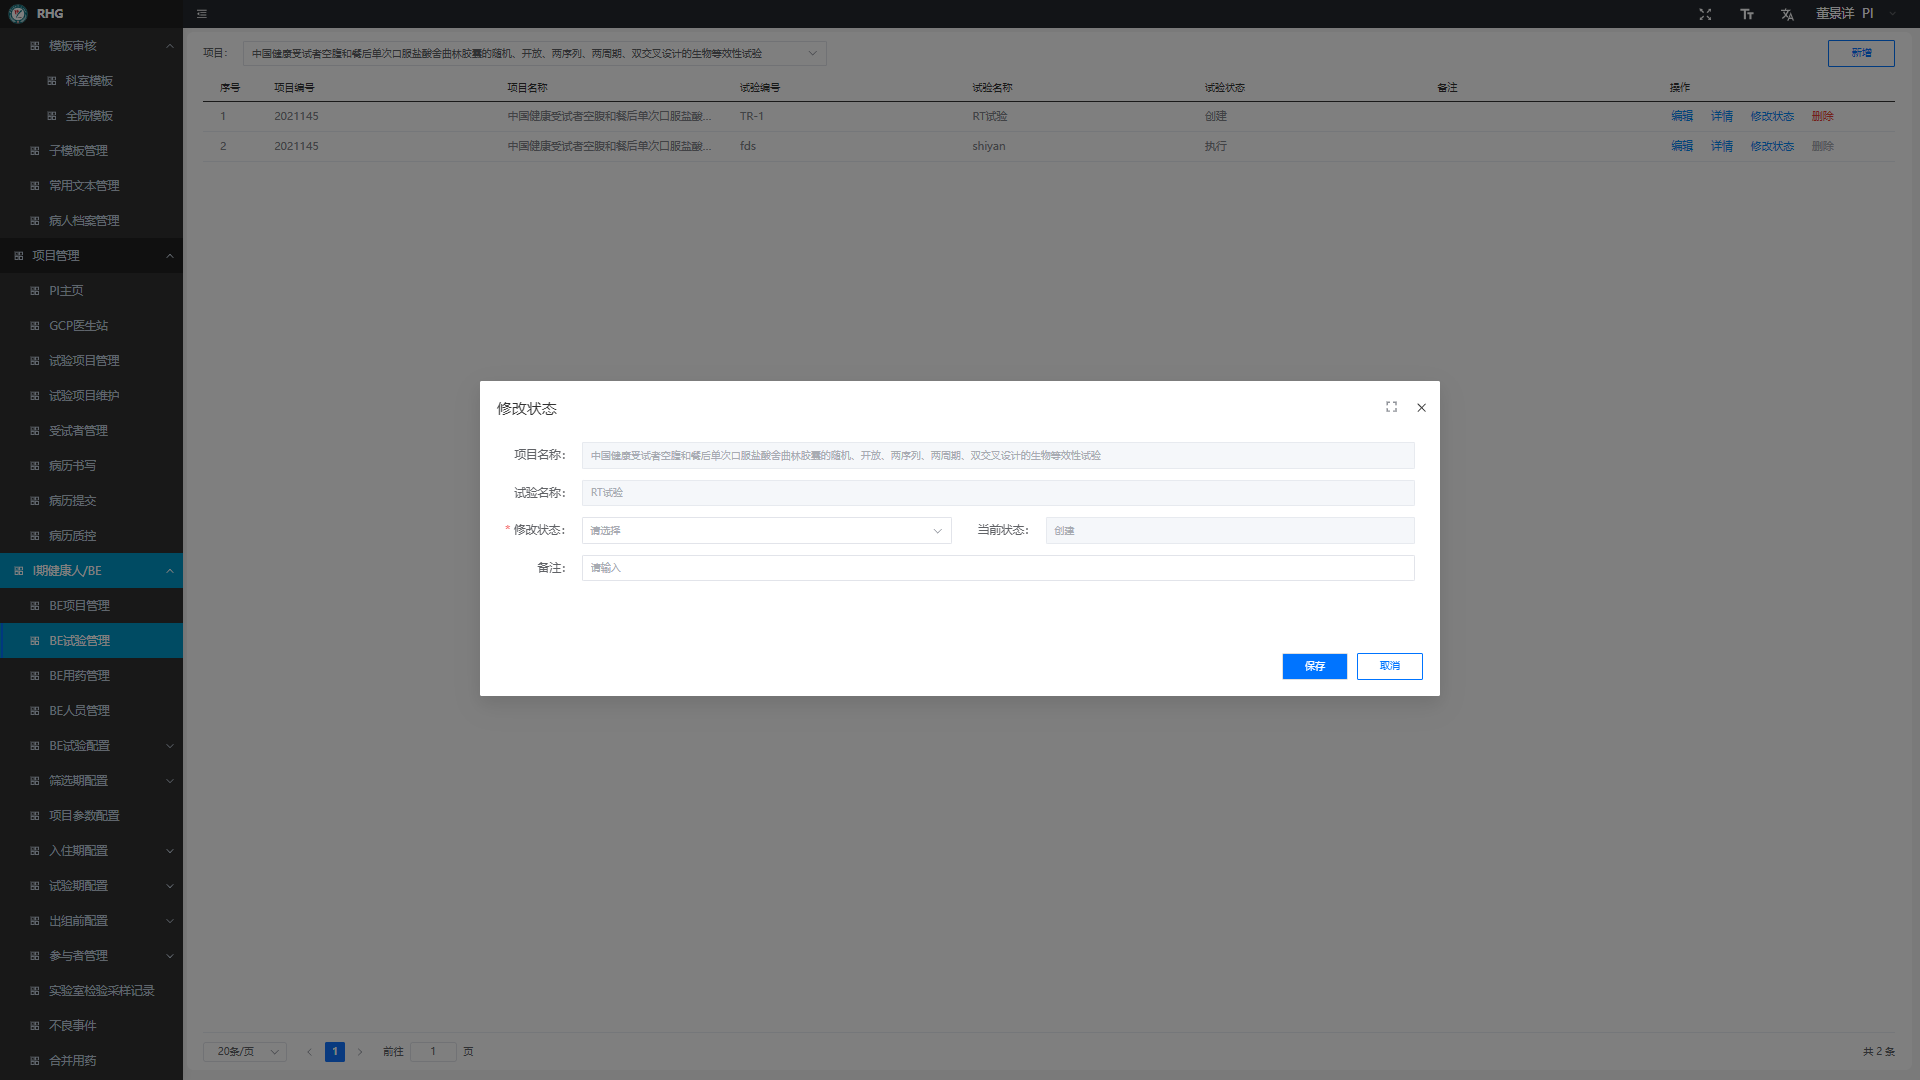 RHG
董景洋 PI
模板审核
科室模板
全院模板
子模板管理
常用文本管理
病人档案管理
项目管理
PI主页
GCP医生站
试验项目管理
试验项目维护
受试者管理
病历书写
病历提交
病历质控
I期健康人/BE
BE项目管理
BE试验管理
BE用药管理
BE人员管理
BE试验配置
筛选期配置
项目参数配置
入住期配置
试验期配置
出组前配置
参与者管理
实验室检验采样记录
不良事件
合并用药
项目: 中国健康受试者空腹和餐后单次口服盐酸舍曲林胶囊的随机、开放、两序列、两周期、双交叉设计的生物等效性试验 新增
序号 项目编号 项目名称 试验编号 试验名称 试验状态 备注 操作
1 2021145 中国健康受试者空腹和餐后单次口服盐酸... TR-1 RT试验 创建 编辑 详情 修改状态 删除
2 2021145 中国健康受试者空腹和餐后单次口服盐酸... fds shiyan 执行 编辑 详情 修改状态 删除
修改状态
项目名称: 中国健康受试者空腹和餐后单次口服盐酸舍曲林胶囊的随机、开放、两序列、两周期、双交叉设计的生物等效性试验
试验名称: RT试验
* 修改状态: 请选择 当前状态: 创建
备注: 请输入
保存 取消
20条/页 1 前往 1 页 共 2 条